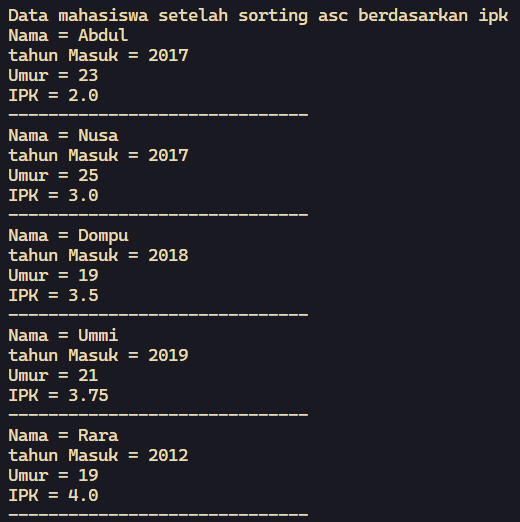 Data mahasiswa setelah sorting asc berdasarkan ipk
Nama = Abdul
tahun Masuk = 2017
Umur = 23
IPK = 2.0
------------------------------
Nama = Nusa
tahun Masuk = 2017
Umur = 25
IPK = 3.0
------------------------------
Nama = Dompu
tahun Masuk = 2018
Umur = 19
IPK = 3.5
------------------------------
Nama = Ummi
tahun Masuk = 2019
Umur = 21
IPK = 3.75
------------------------------
Nama = Rara
tahun Masuk = 2012
Umur = 19
IPK = 4.0
------------------------------